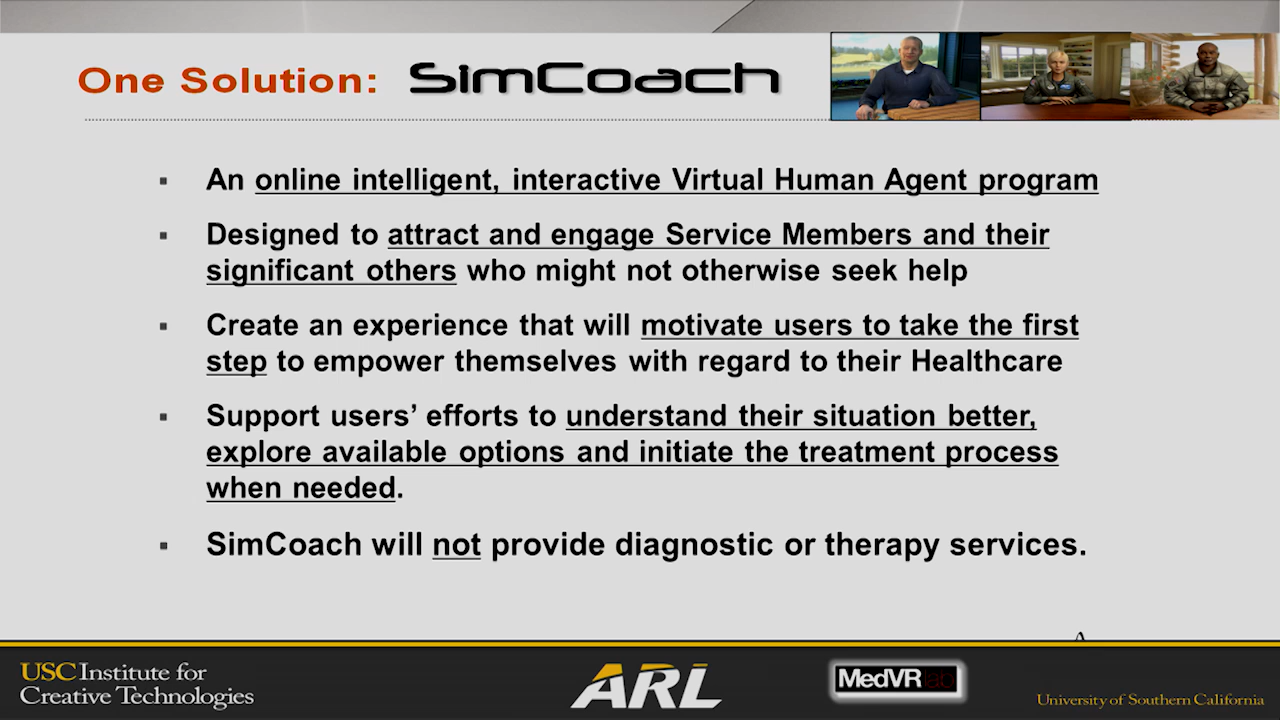 One Solution: SimCoach
▪ An online intelligent, interactive Virtual Human Agent program
▪ Designed to attract and engage Service Members and their
significant others who might not otherwise seek help
▪ Create an experience that will motivate users to take the first
step to empower themselves with regard to their Healthcare
▪ Support users’ efforts to understand their situation better,
explore available options and initiate the treatment process
when needed.
▪ SimCoach will not provide diagnostic or therapy services.
USC Institute for
Creative Technologies
ARL
MedVR lab
University of Southern California